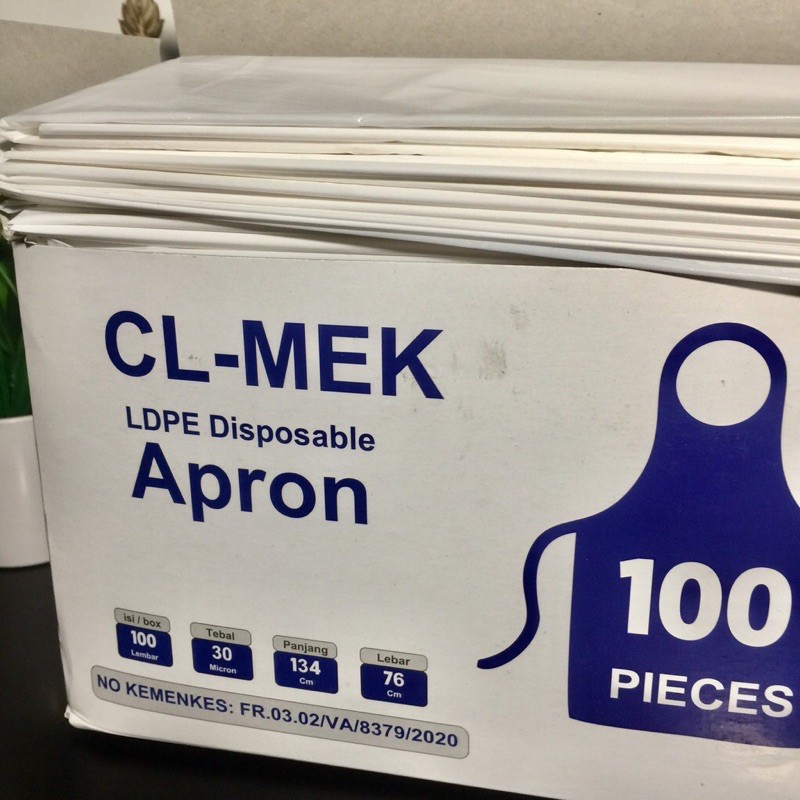 CL-MEK
LDPE Disposable
Apron
100
PIECES
isi / box
100
Lembar
Tebal
30
Micron
Panjang
134
Cm
Lebar
76
Cm
NO KEMENKES: FR.03.02/VA/8379/2020